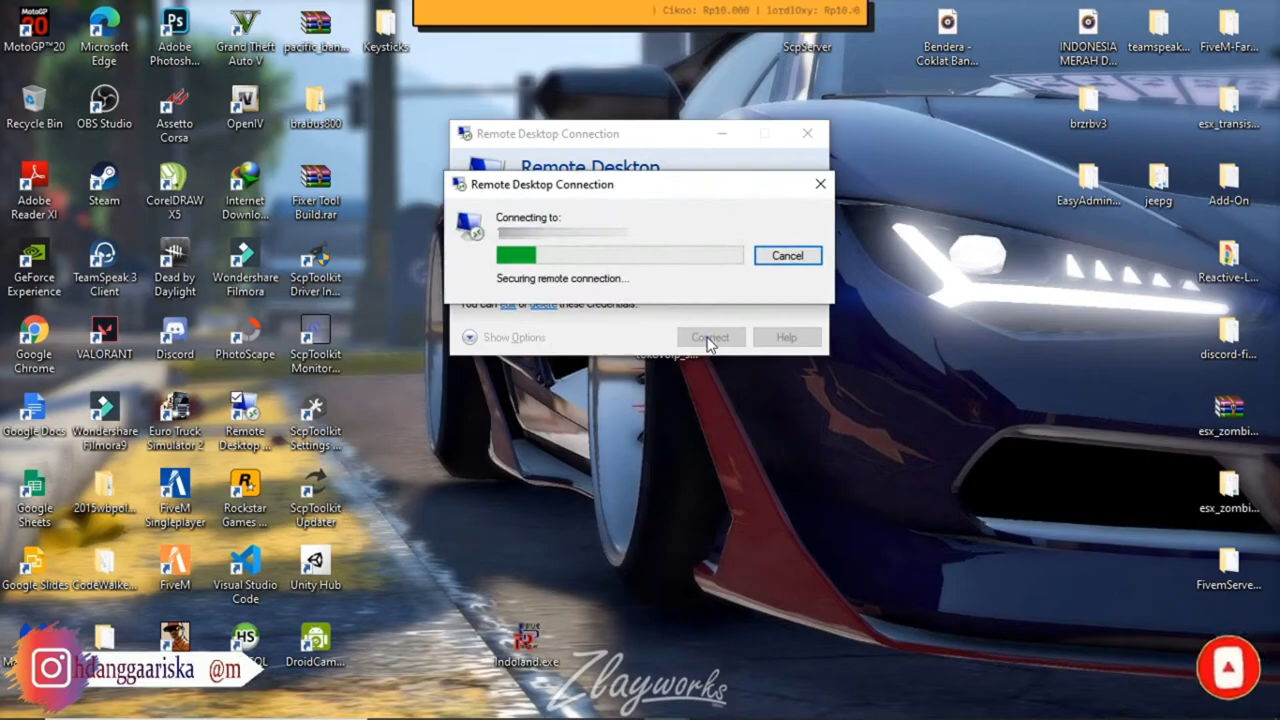 ) Cikoo: Rp10.000 | lordlOxy: Rp10.0
MotoGP™20
Microsoft
Edge
Adobe
Photosh...
Grand Theft
Auto V
pacific_ban...
Keysticks
ScpServer
Bendera -
Coklat Ban...
INDONESIA
MERAH D...
teamspeak...
FiveM-Far...
Recycle Bin
OBS Studio
Assetto
Corsa
OpenIV
brabus800
brzrbv3
esx_transis...
Adobe
Reader XI
Steam
CorelDRAW
X5
Internet
Downlo...
Fixer Tool
Build.rar
EasyAdmin...
jeepg
Add-On
GeForce
Experience
TeamSpeak 3
Client
Dead by
Daylight
Wondershare
Filmora
ScpToolkit
Driver In...
Reactive-L...
Google
Chrome
VALORANT
Discord
PhotoScape
ScpToolkit
Monitor...
discord-fi...
Google Docs
Wondershare
Filmora9
Euro Truck
Simulator 2
Remote
Desktop ...
ScpToolkit
Settings ...
esx_zombi...
Google
Sheets
2015wbpol...
FiveM
Singleplayer
Rockstar
Games ...
ScpToolkit
Updater
esx_zombi...
Google Slides
CodeWalke...
FiveM
Visual Studio
Code
Unity Hub
FivemServe...
DroidCam...
Indoland.exe
Remote Desktop Connection
Remote Desktop
Remote Desktop Connection
Connecting to:
Cancel
Securing remote connection...
You can edit or delete these credentials.
Show Options
Connect
Help
hdanggaariska @m
Zlayworks